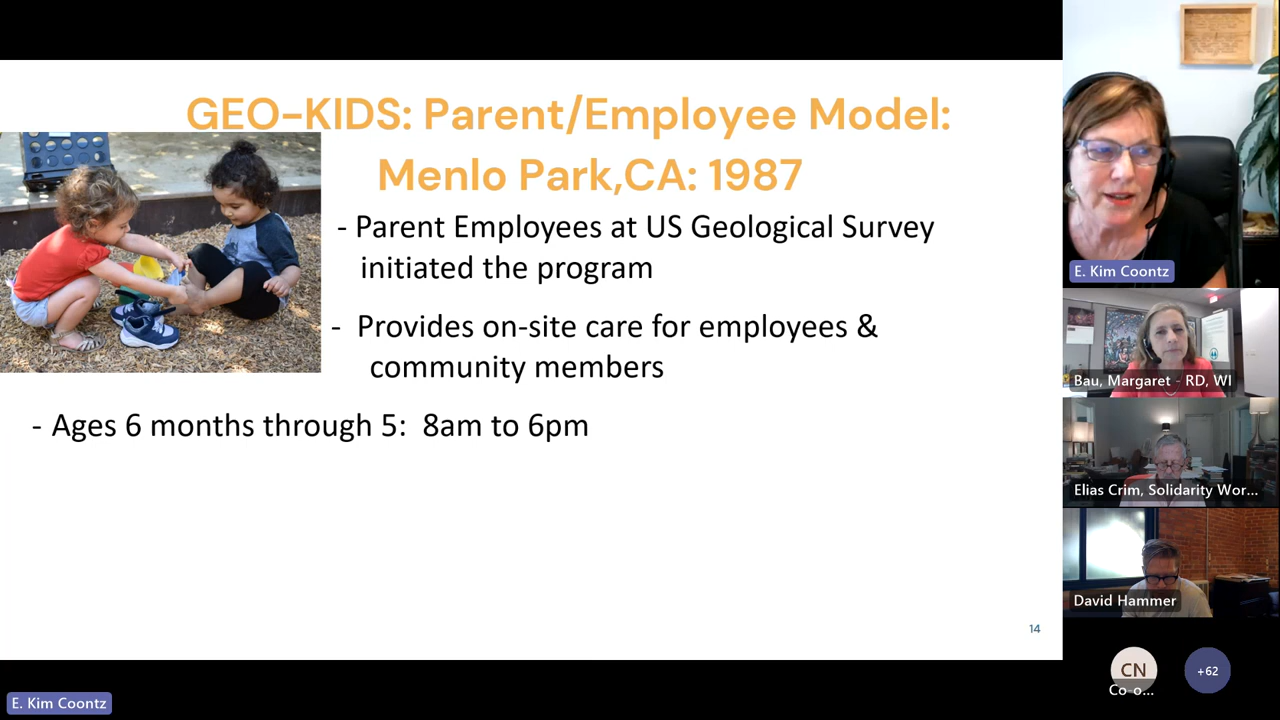 GEO-KIDS: Parent/Employee Model:
Menlo Park,CA: 1987
- Parent Employees at US Geological Survey
initiated the program
- Provides on-site care for employees &
community members
- Ages 6 months through 5: 8am to 6pm
14
E. Kim Coontz
E. Kim Coontz
Bau, Margaret - RD, WI
Elias Crim, Solidarity Wor...
David Hammer
CN
Co-o...
+62